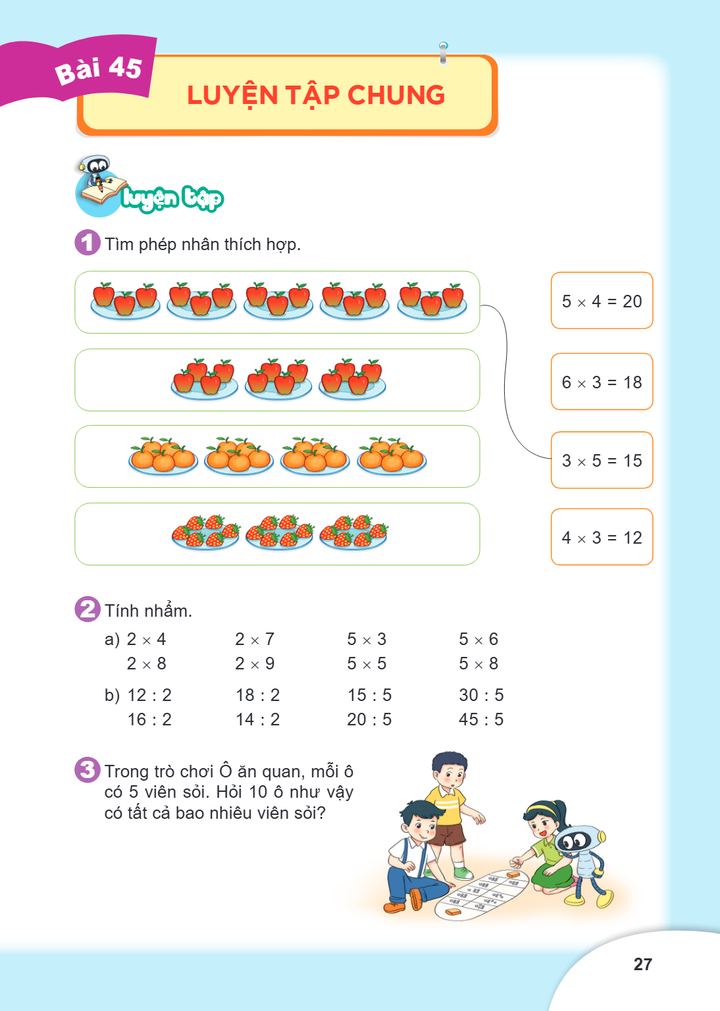 Bài 45
LUYỆN TẬP CHUNG
luyện tập
1 Tìm phép nhân thích hợp.
5 × 4 = 20
6 × 3 = 18
3 × 5 = 15
4 × 3 = 12
2 Tính nhẩm.
a) 2 × 4 2 × 7 5 × 3 5 × 6
2 × 8 2 × 9 5 × 5 5 × 8
b) 12 : 2 18 : 2 15 : 5 30 : 5
16 : 2 14 : 2 20 : 5 45 : 5
3 Trong trò chơi Ô ăn quan, mỗi ô
có 5 viên sỏi. Hỏi 10 ô như vậy
có tất cả bao nhiêu viên sỏi?
27